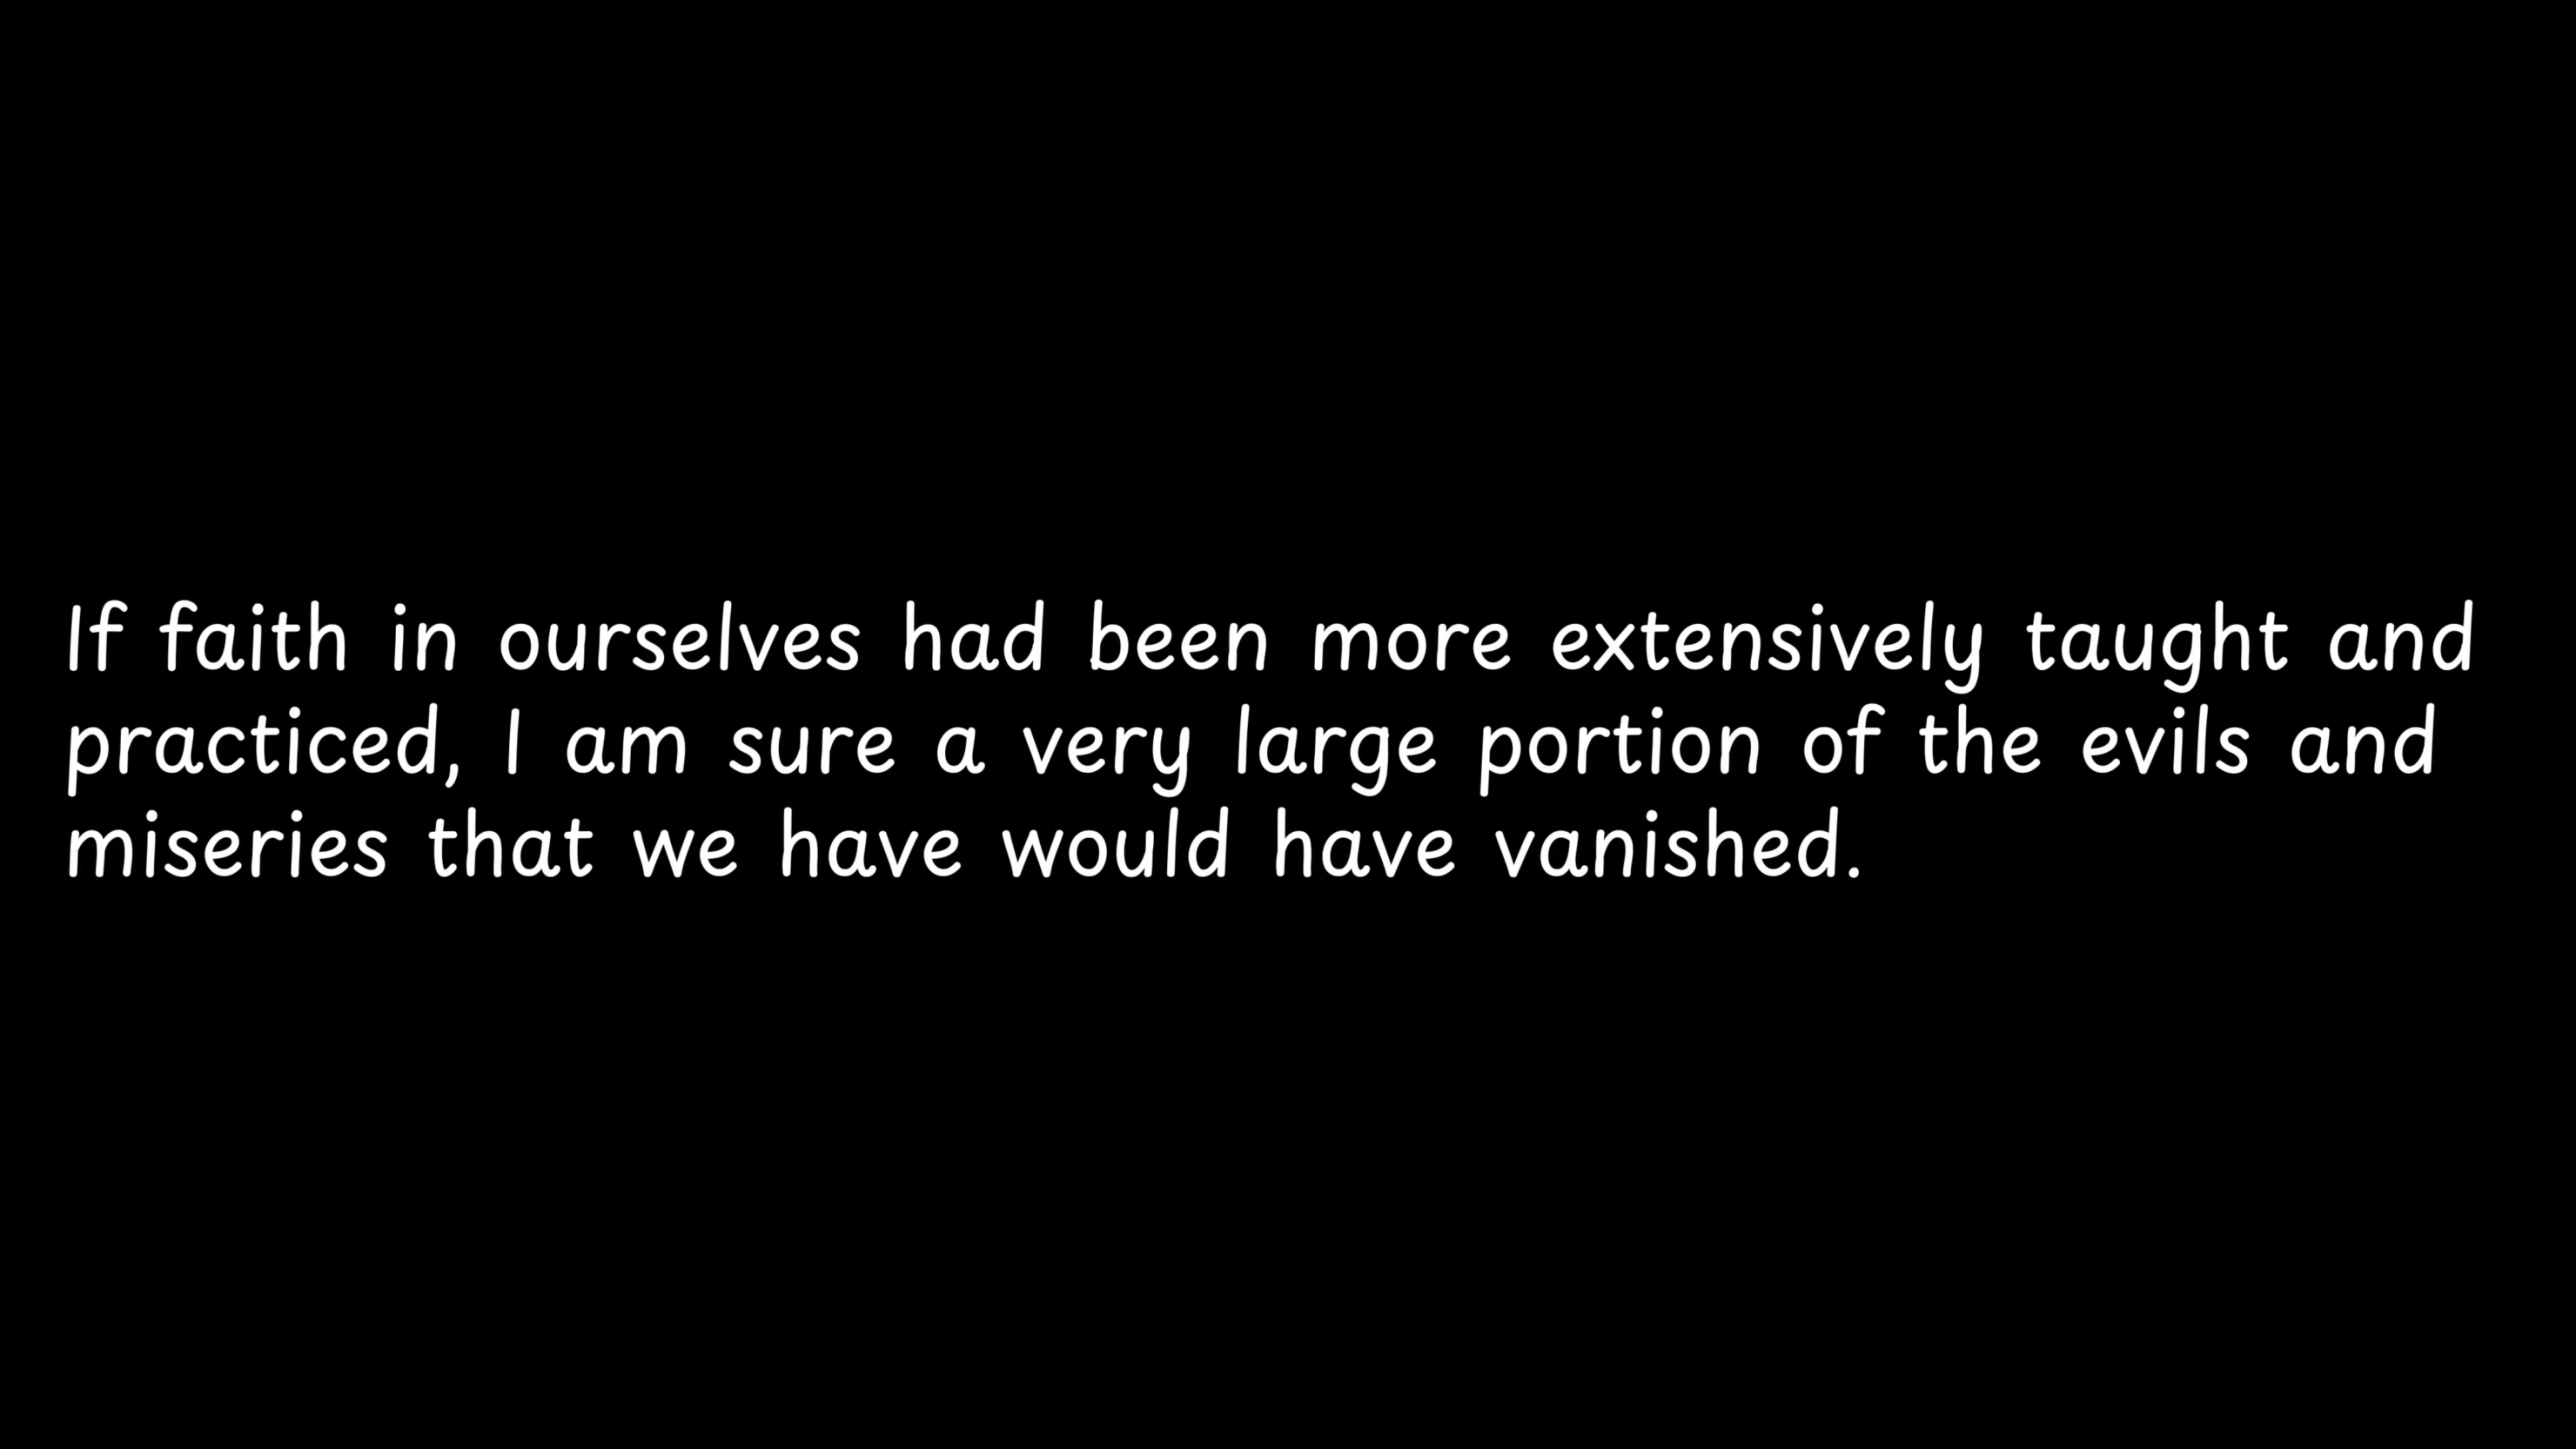 If faith in ourselves had been more extensively taught and
practiced, I am sure a very large portion of the evils and
miseries that we have would have vanished.